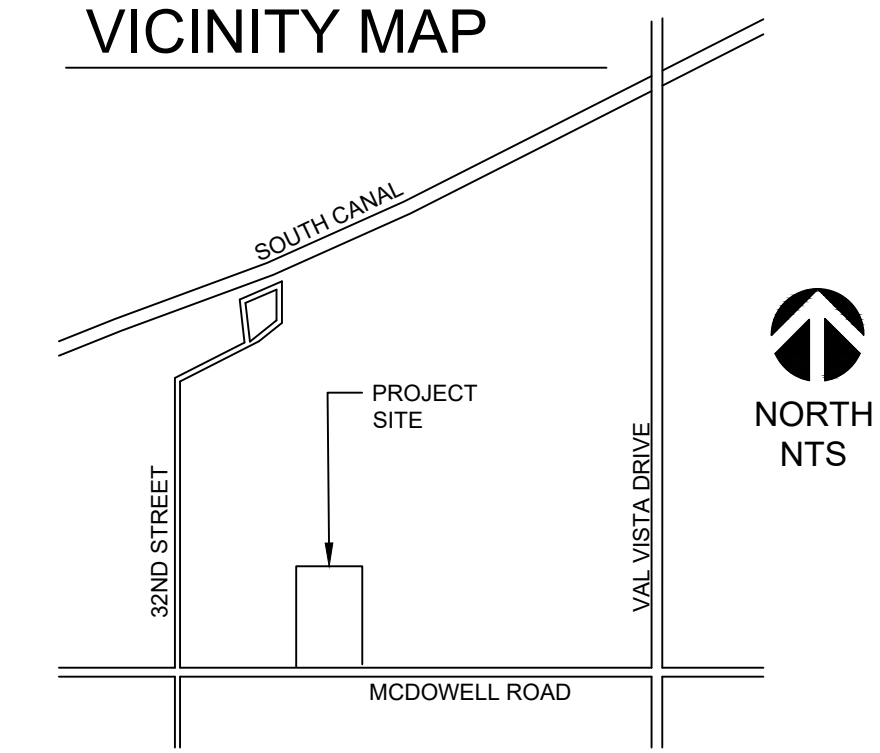 VICINITY MAP
SOUTH CANAL
PROJECT
SITE
NORTH
NTS
32ND STREET
VAL VISTA DRIVE
MCDOWELL ROAD